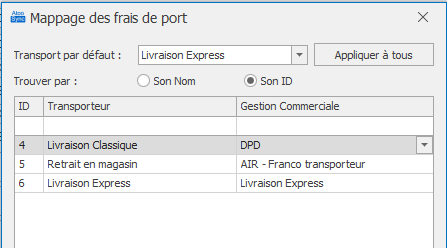 Atoo
Sync
Mappage des frais de port
Transport par défaut : Livraison Express Appliquer à tous
Trouver par : Son Nom Son ID
ID Transporteur Gestion Commerciale
4 Livraison Classique DPD
5 Retrait en magasin AIR - Franco transporteur
6 Livraison Express Livraison Express